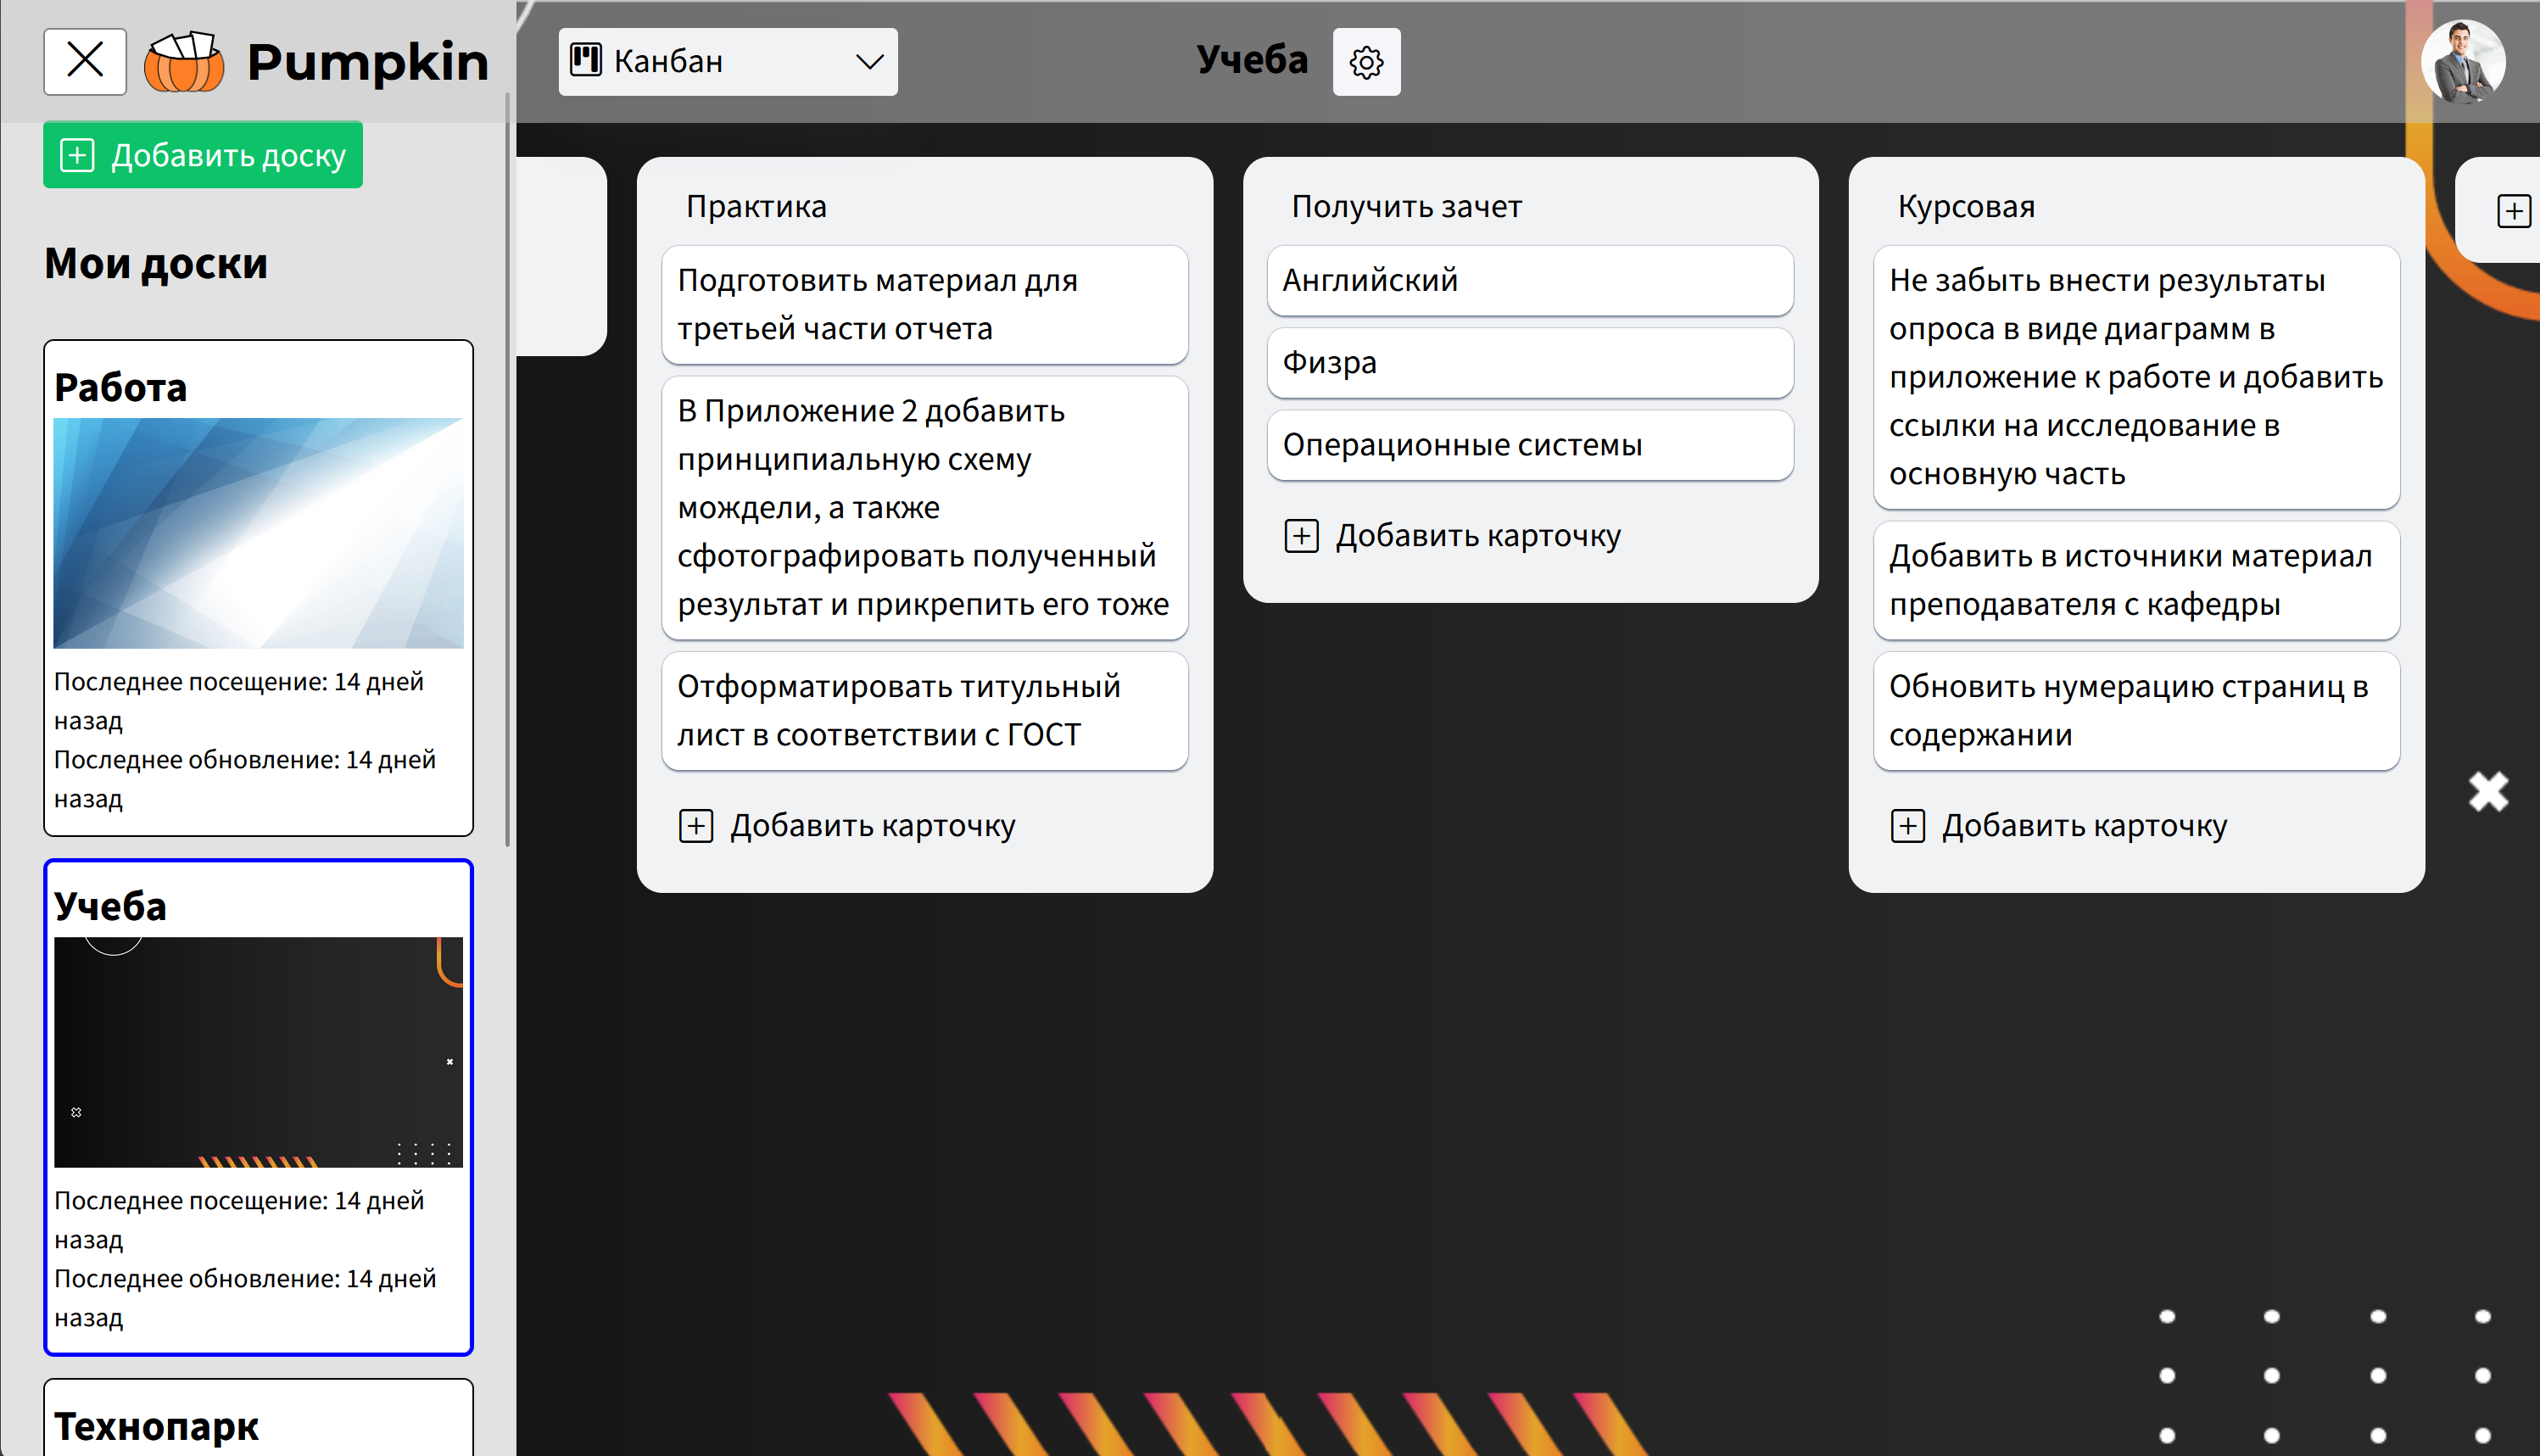 Pumpkin
Канбан
Учеба
Добавить доску
Мои доски
Работа
Последнее посещение: 14 дней
назад
Последнее обновление: 14 дней
назад
Учеба
Последнее посещение: 14 дней
назад
Последнее обновление: 14 дней
назад
Технопарк
Практика
Подготовить материал для
третьей части отчета
В Приложение 2 добавить
принципиальную схему
мождели, а также
сфотографировать полученный
результат и прикрепить его тоже
Отформатировать титульный
лист в соответствии с ГОСТ
Добавить карточку
Получить зачет
Английский
Физра
Операционные системы
Добавить карточку
Курсовая
Не забыть внести результаты
опроса в виде диаграмм в
приложение к работе и добавить
ссылки на исследование в
основную часть
Добавить в источники материал
преподавателя с кафедры
Обновить нумерацию страниц в
содержании
Добавить карточку